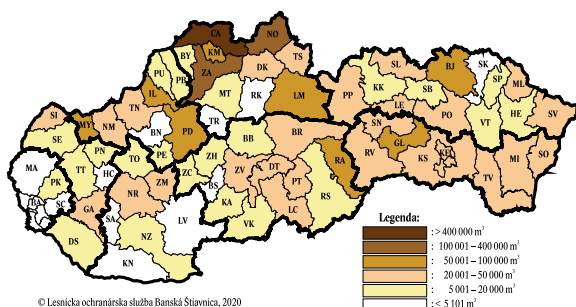 CA
NO
BY
KM
TS
PU
ZA
DK
SL
BJ
SK
PB
SP
ML
IL
MT
RK
LM
PP
KK
SB
HE
SV
TN
LE
PO
VT
SI
MY
NM
BN
PD
TR
SN
GL
SE
PN
PE
BB
BR
RA
RV
KS
MA
TT
HC
TO
ZC
ZH
DT
TV
MI
SO
PK
NR
ZM
BS
ZV
PT
RS
BA
SC
GA
SA
LV
KA
LC
DS
NZ
VK
KN
Legenda:
: > 400 000 m³
: 100 001 – 400 000 m³
: 50 001 – 100 000 m³
: 20 001 – 50 000 m³
: 5 001 – 20 000 m³
: < 5 101 m³
© Lesnícka ochranárska služba Banská Štiavnica, 2020